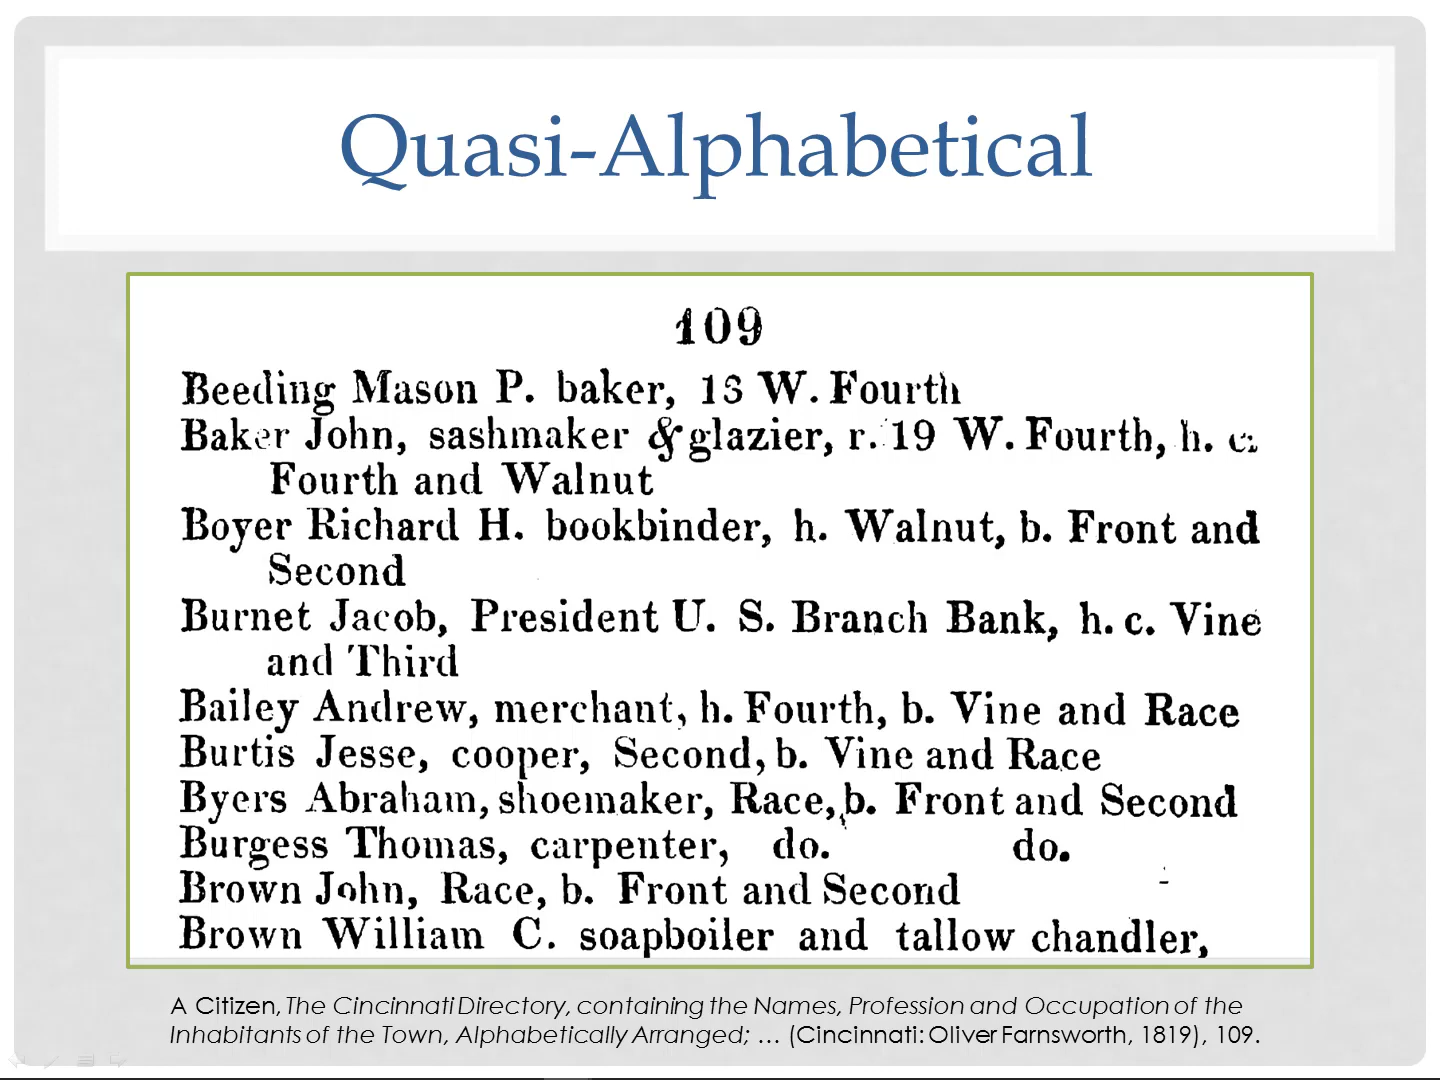 Quasi-Alphabetical
109
Beeding Mason P. baker, 13 W. Fourth
Baker John, sashmaker & glazier, r. 19 W. Fourth, h. c.
Fourth and Walnut
Boyer Richard H. bookbinder, h. Walnut, b. Front and
Second
Burnet Jacob, President U. S. Branch Bank, h. c. Vine
and Third
Bailey Andrew, merchant, h. Fourth, b. Vine and Race
Burtis Jesse, cooper, Second, b. Vine and Race
Byers Abraham, shoemaker, Race, b. Front and Second
Burgess Thomas, carpenter, do. do.
Brown John, Race, b. Front and Second
Brown William C. soapboiler and tallow chandler,
A Citizen, The Cincinnati Directory, containing the Names, Profession and Occupation of the
Inhabitants of the Town, Alphabetically Arranged; … (Cincinnati: Oliver Farnsworth, 1819), 109.